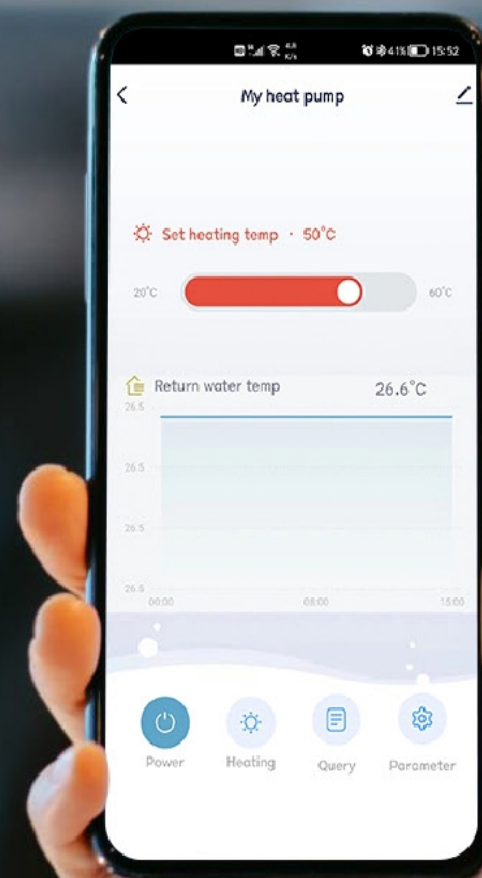 41% 15:52
My heat pump
Set heating temp · 50°C
20°C 60°C
Return water temp 26.6°C
26.5
26.5
26.5
26.5
00:00 08:00 15:00
Power Heating Query Parameter